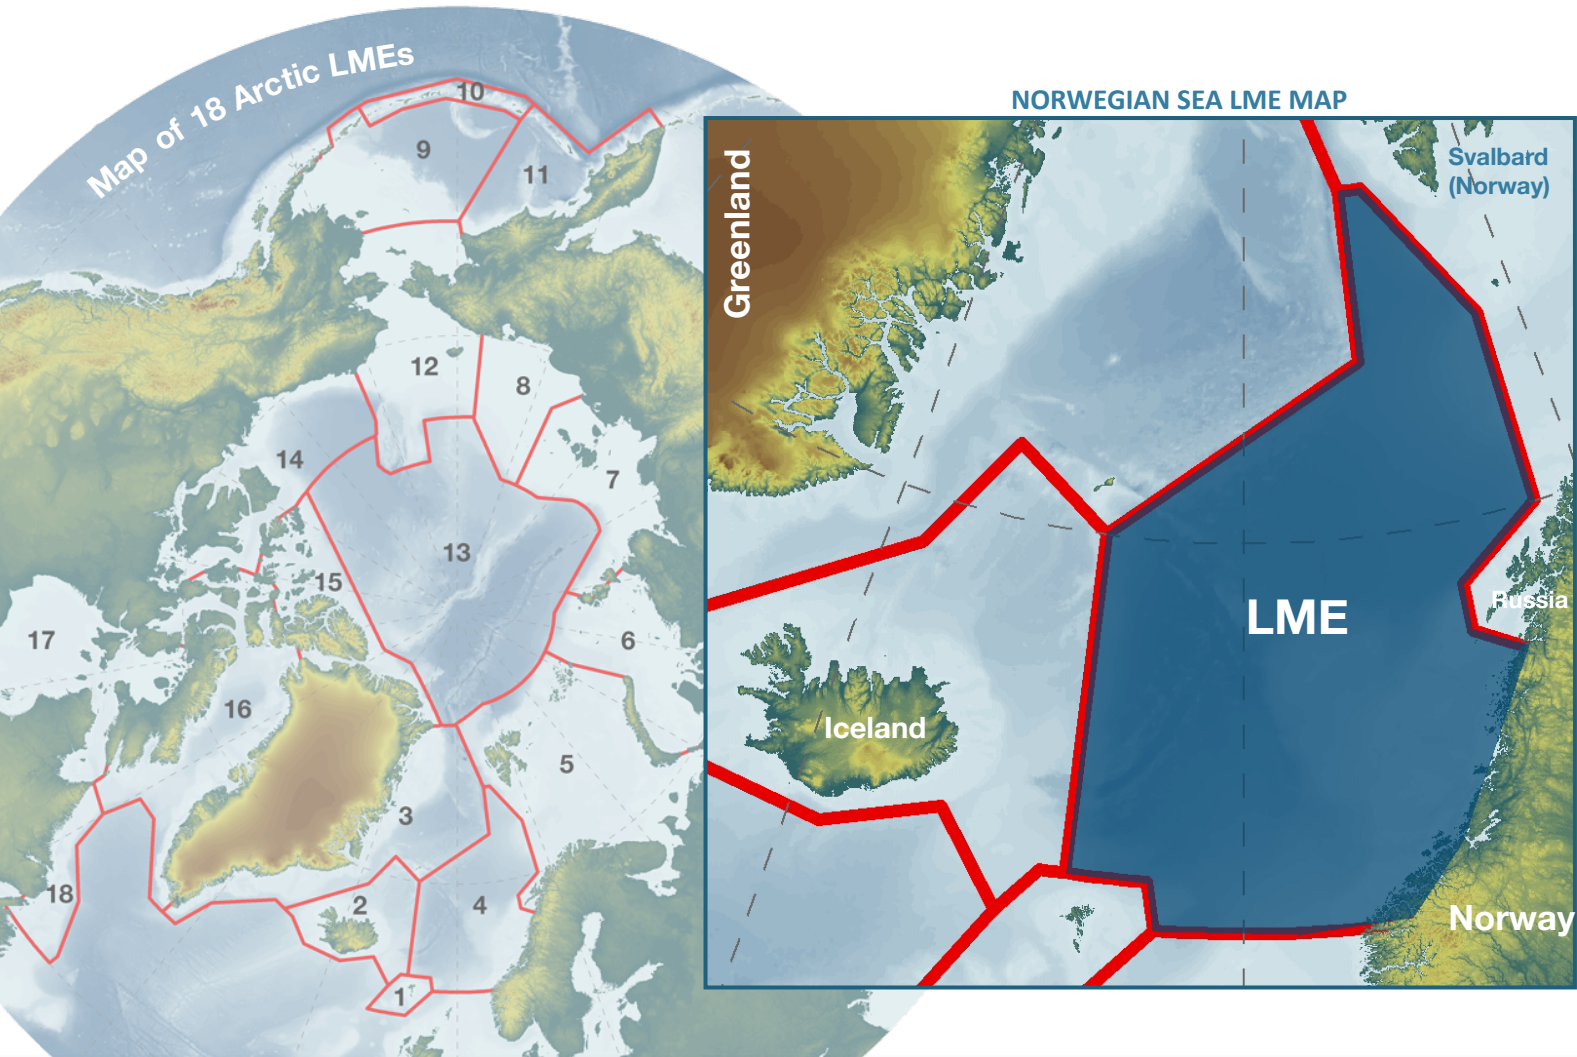 Map of 18 Arctic LMEs
10
9
11
12
8
14
7
13
15
17
6
16
5
3
18
2
4
1
NORWEGIAN SEA LME MAP
Greenland
Svalbard
(Norway)
LME
Russia
Iceland
Norway